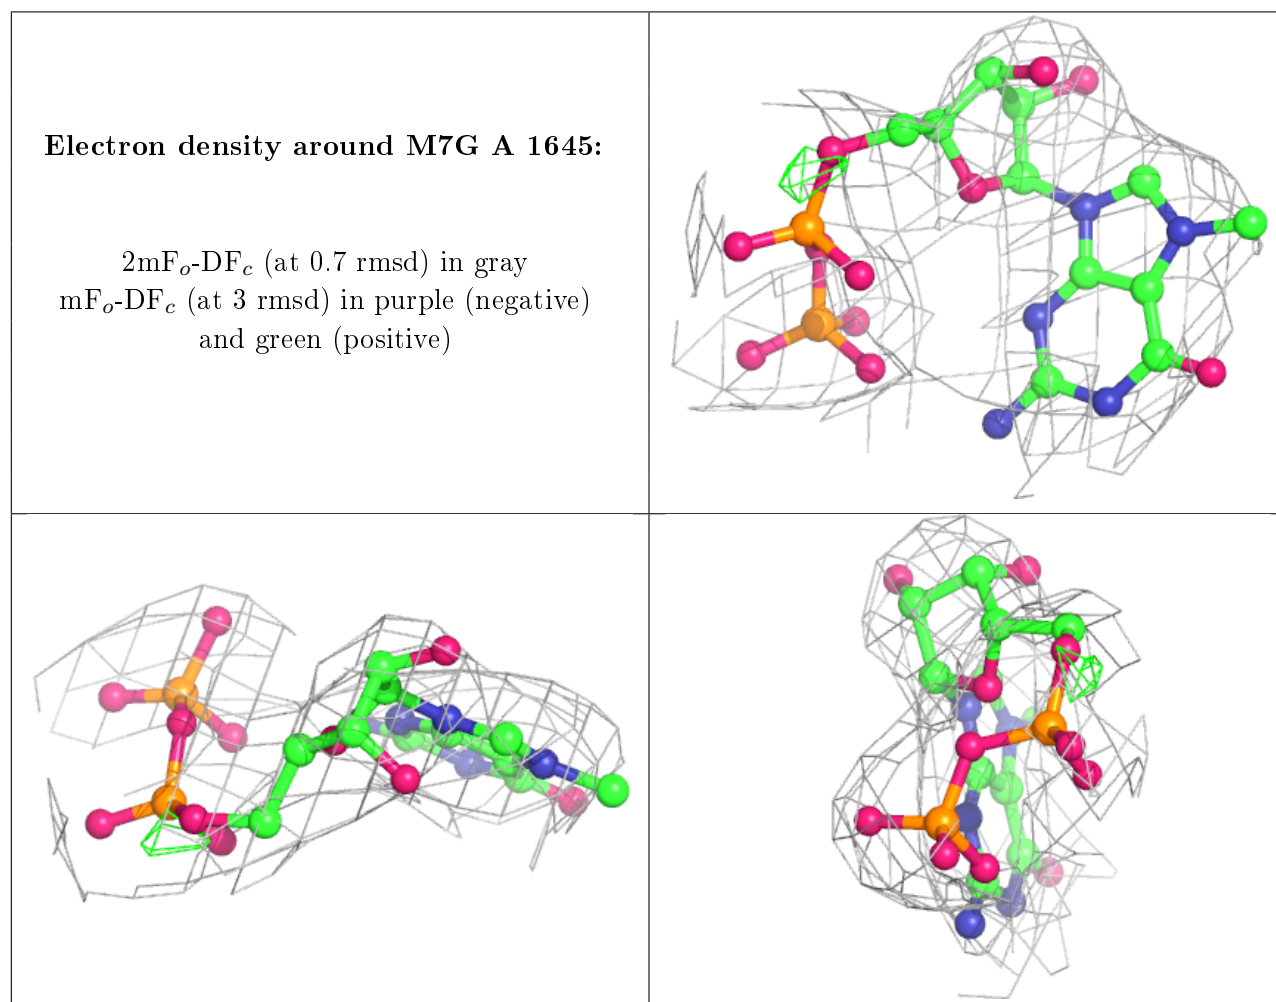 Electron density around M7G A 1645:
2mFo-DFc (at 0.7 rmsd) in gray
mFo-DFc (at 3 rmsd) in purple (negative)
and green (positive)